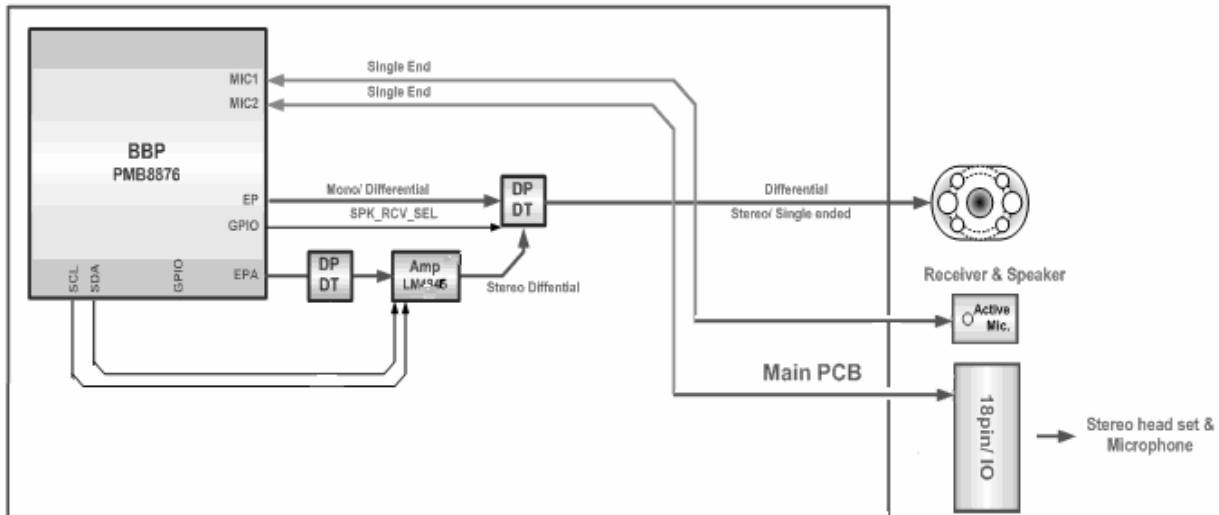 MIC1
Single End
MIC2
Single End
BBP
PMB8876
EP
Mono/ Differential
DP
DT
Differential
Stereo/ Single ended
GPIO
SPK_RCV_SEL
EPA
DP
DT
Amp
Stereo Diffential
SCL
SDA
GPIO
Receiver & Speaker
Active
Mic.
Main PCB
18pin/ IO
Stereo head set &
Microphone